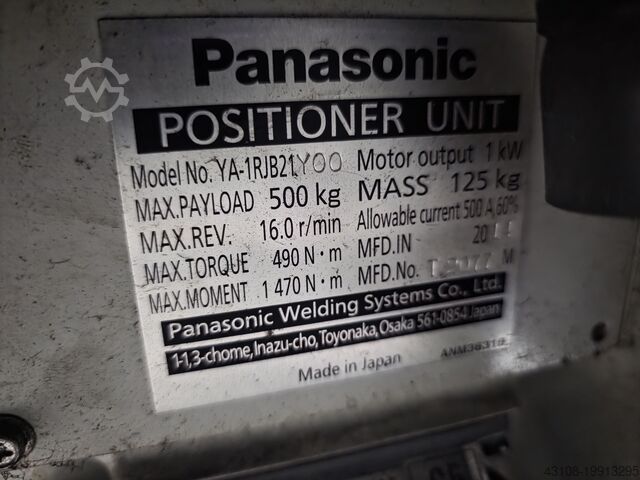 Panasonic
POSITIONER UNIT
Model No. YA-1RJB21Y00 Motor output 1 kW
MAX.PAYLOAD 500 kg MASS 125 kg
MAX.REV. 16.0 r/min Allowable current 500 A,60%
MAX.TORQUE 490 N·m MFD.IN 20
MAX.MOMENT 1 470 N·m MFD.No. M
Panasonic Welding Systems Co., Ltd.
1-1,3-chome,Inazu-cho,Toyonaka,Osaka 561-0854,Japan
Made in Japan
43108-19913295